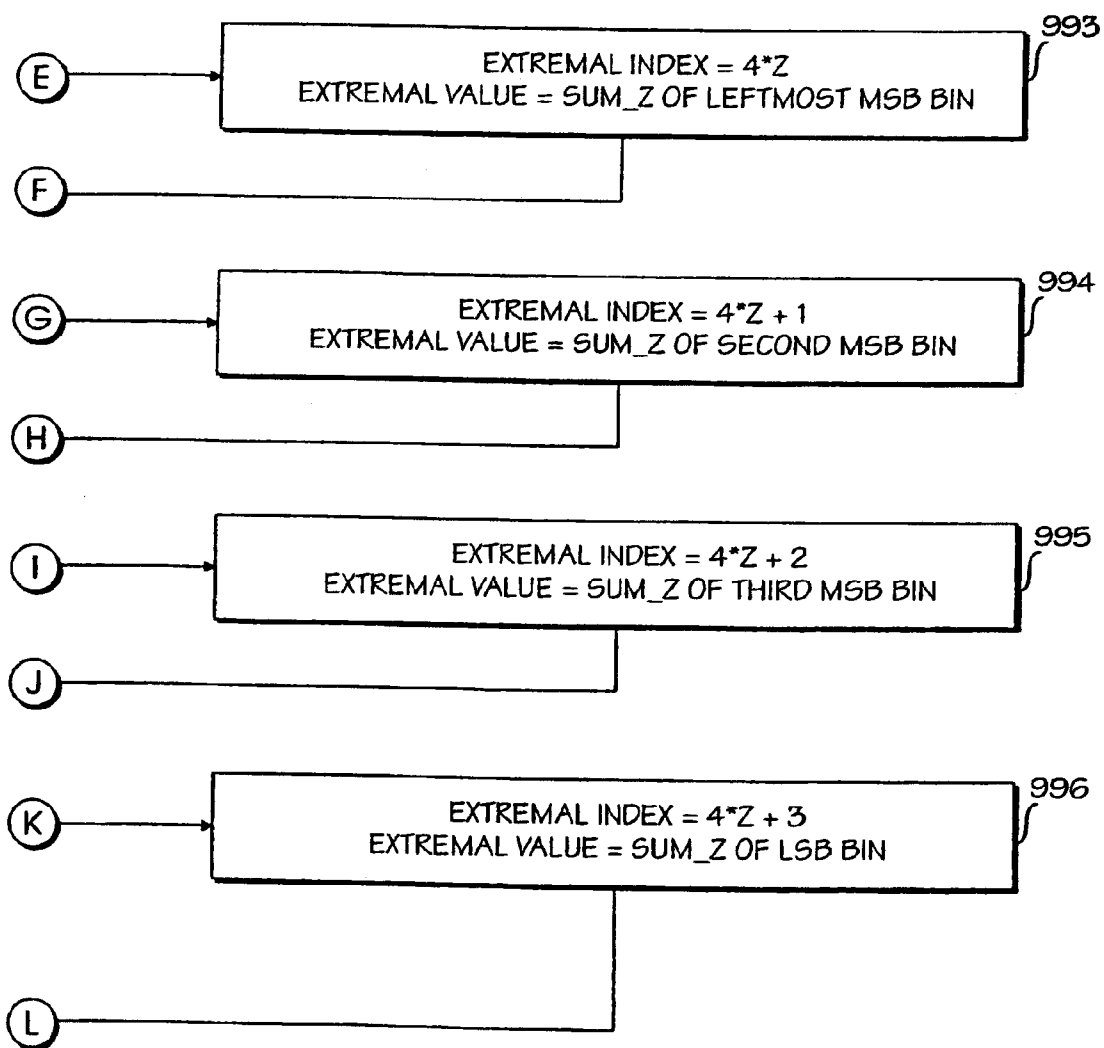 993
E
EXTREMAL INDEX = 4*Z
EXTREMAL VALUE = SUM_Z OF LEFTMOST MSB BIN
F
994
G
EXTREMAL INDEX = 4*Z + 1
EXTREMAL VALUE = SUM_Z OF SECOND MSB BIN
H
995
I
EXTREMAL INDEX = 4*Z + 2
EXTREMAL VALUE = SUM_Z OF THIRD MSB BIN
J
996
K
EXTREMAL INDEX = 4*Z + 3
EXTREMAL VALUE = SUM_Z OF LSB BIN
L